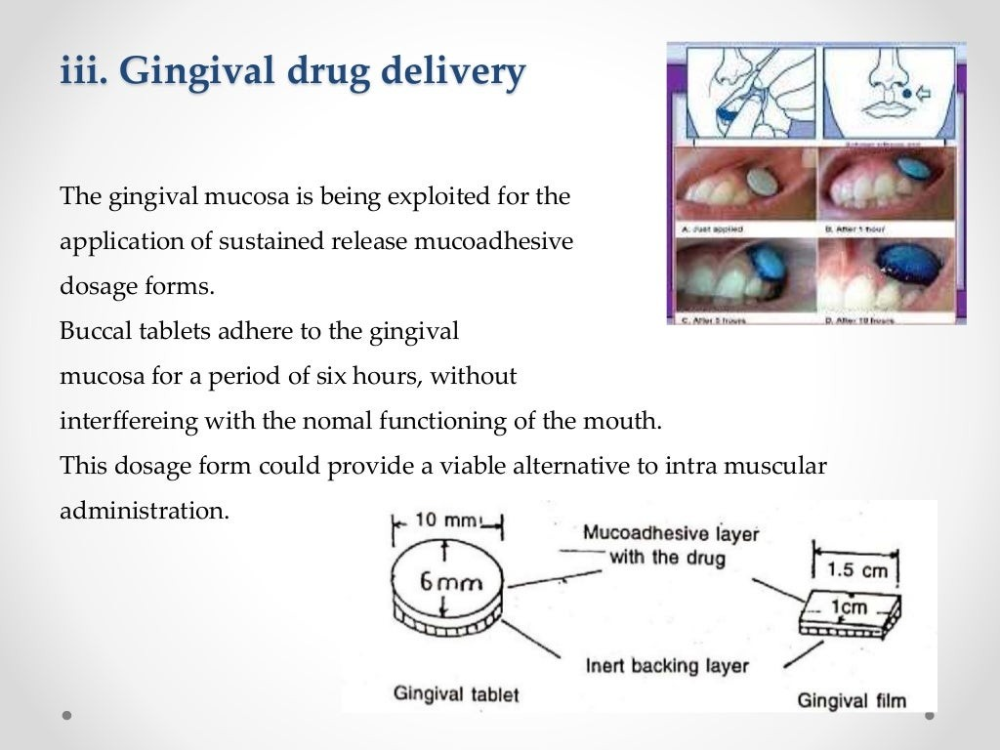 iii. Gingival drug delivery
The gingival mucosa is being exploited for the
application of sustained release mucoadhesive
dosage forms.
Buccal tablets adhere to the gingival
mucosa for a period of six hours, without
interffereing with the nomal functioning of the mouth.
This dosage form could provide a viable alternative to intra muscular
administration.
A. Just applied
B. After 1 hour
C. After 5 hours
D. After 10 hours
10 mm
6mm
Mucoadhesive layer
with the drug
1.5 cm
1cm
Inert backing layer
Gingival tablet
Gingival film